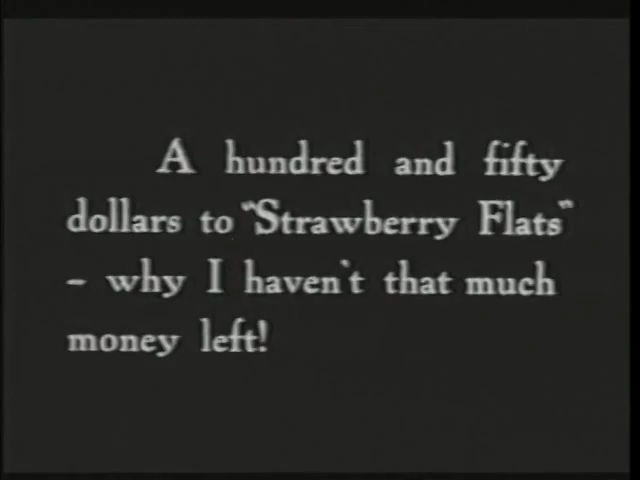 A hundred and fifty
dollars to "Strawberry Flats"
- why I haven't that much
money left!